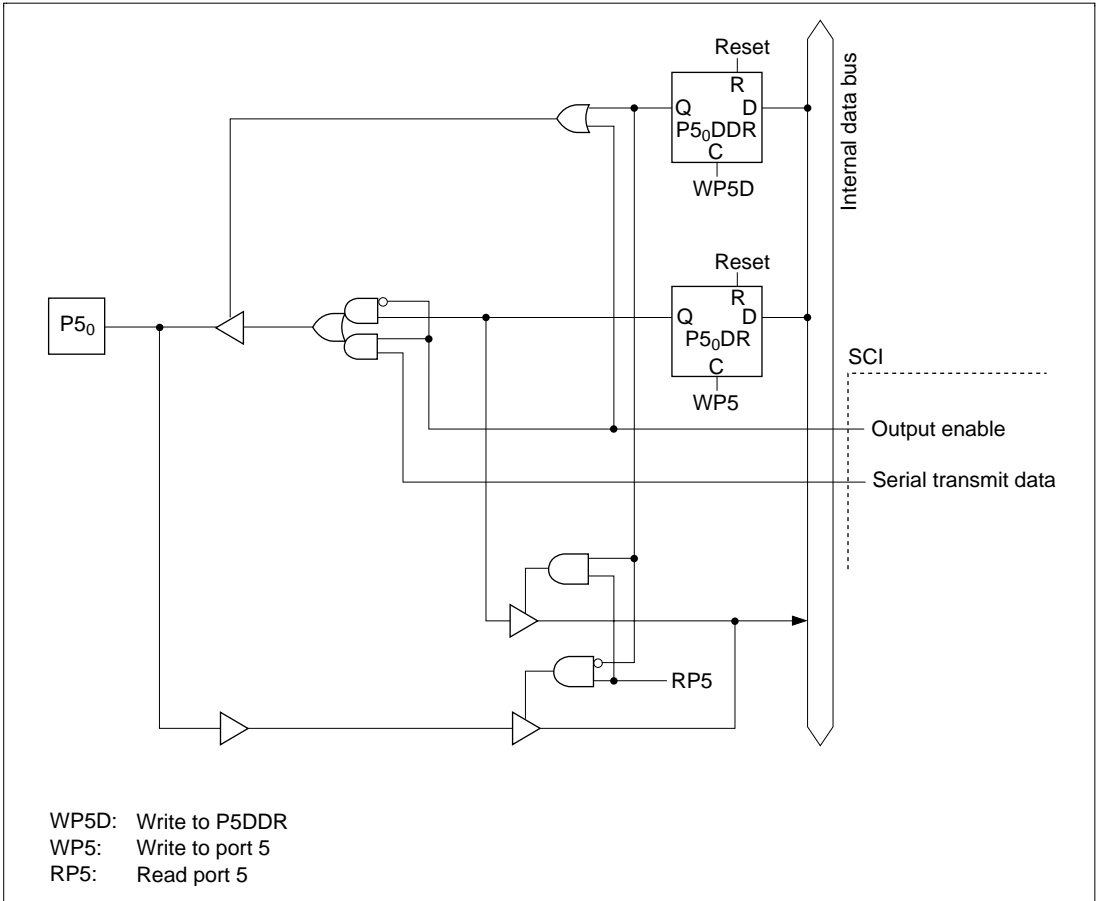 Reset
R
Q D
P5₀DDR
C
WP5D
Internal data bus
Reset
R
Q D
P5₀DR
C
WP5
P5₀
SCI
Output enable
Serial transmit data
RP5
WP5D: Write to P5DDR
WP5: Write to port 5
RP5: Read port 5